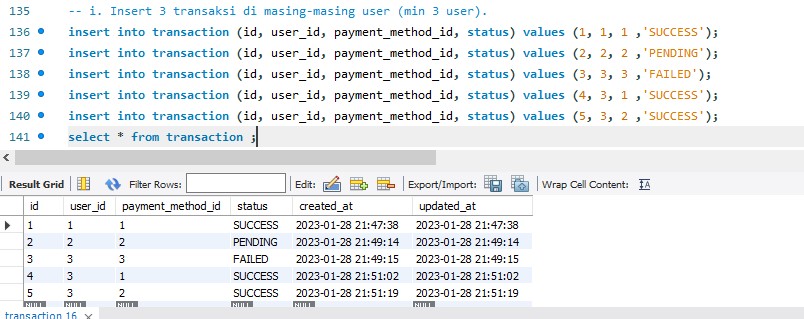 135 -- i. Insert 3 transaksi di masing-masing user (min 3 user).
136 insert into transaction (id, user_id, payment_method_id, status) values (1, 1, 1 ,'SUCCESS');
137 insert into transaction (id, user_id, payment_method_id, status) values (2, 2, 2 ,'PENDING');
138 insert into transaction (id, user_id, payment_method_id, status) values (3, 3, 3 ,'FAILED');
139 insert into transaction (id, user_id, payment_method_id, status) values (4, 3, 1 ,'SUCCESS');
140 insert into transaction (id, user_id, payment_method_id, status) values (5, 3, 2 ,'SUCCESS');
141 select * from transaction ;
Result Grid Filter Rows: Edit: Export/Import: Wrap Cell Content:
id user_id payment_method_id status created_at updated_at
1 1 1 SUCCESS 2023-01-28 21:47:38 2023-01-28 21:47:38
2 2 2 PENDING 2023-01-28 21:49:14 2023-01-28 21:49:14
3 3 3 FAILED 2023-01-28 21:49:15 2023-01-28 21:49:15
4 3 1 SUCCESS 2023-01-28 21:51:02 2023-01-28 21:51:02
5 3 2 SUCCESS 2023-01-28 21:51:19 2023-01-28 21:51:19
NULL NULL NULL NULL NULL NULL
transaction 16